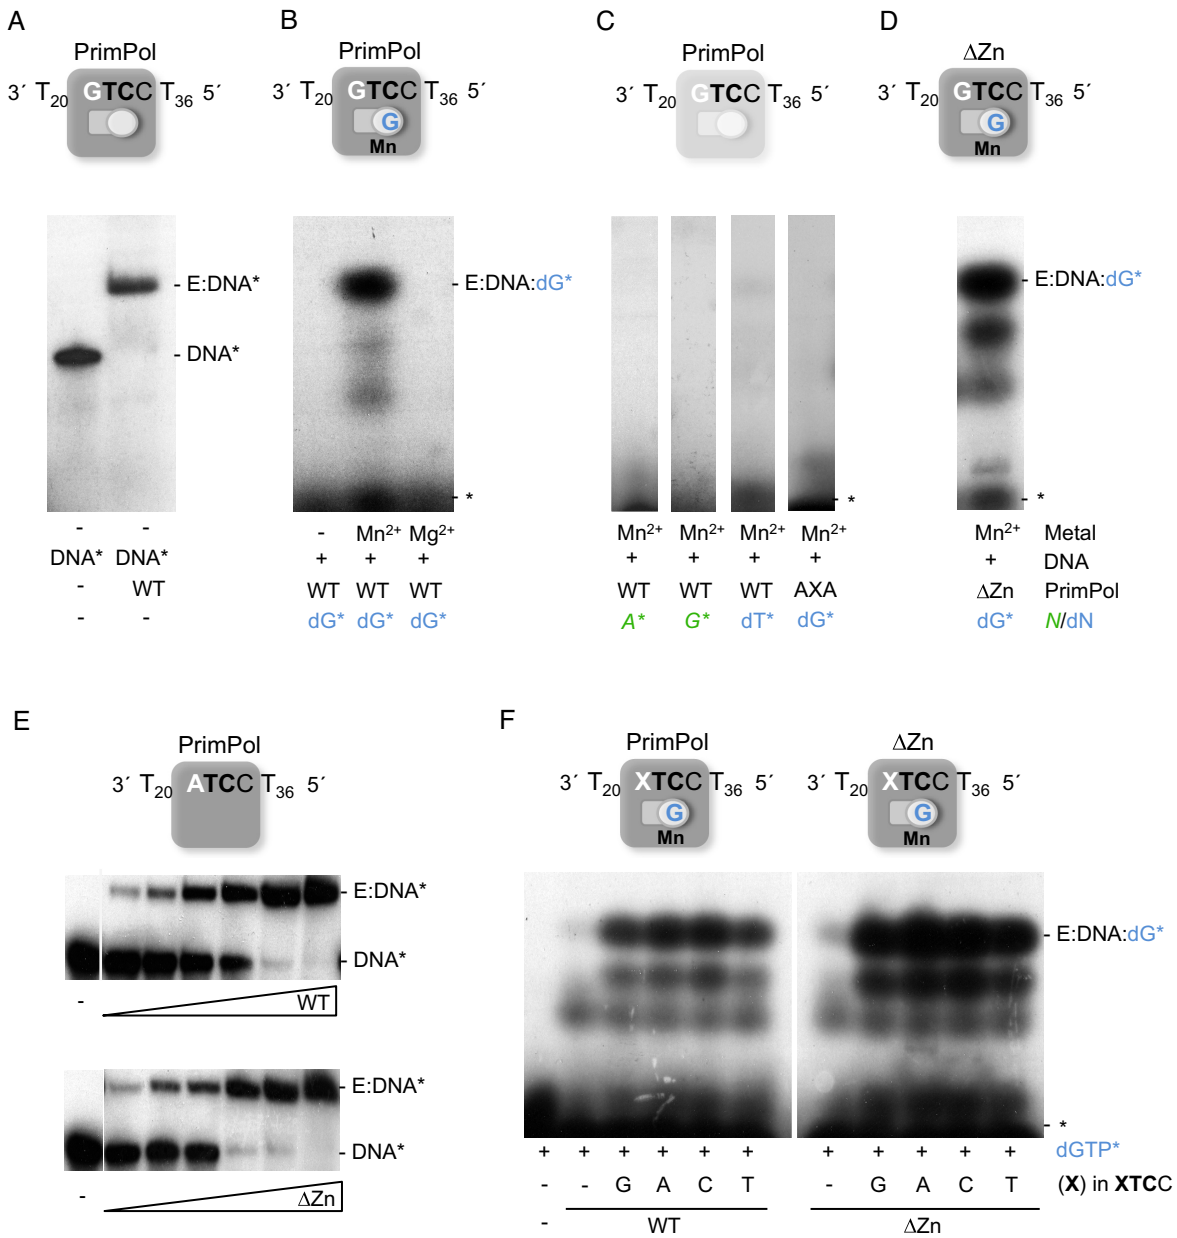 A
PrimPol
3´ T20 GTCC T36 5´
E:DNA*
DNA*
- -
DNA* DNA*
- WT
- -
B
PrimPol
3´ T20 GTCC T36 5´
G
Mn
E:DNA:dG*
*
- Mn2+ Mg2+
+ + +
WT WT WT
dG* dG* dG*
C
PrimPol
3´ T20 GTCC T36 5´
*
Mn2+ Mn2+ Mn2+ Mn2+
+ + + +
WT WT WT AXA
A* G* dT* dG*
D
ΔZn
3´ T20 GTCC T36 5´
G
Mn
E:DNA:dG*
*
Mn2+ Metal
+ DNA
ΔZn PrimPol
dG* N/dN
E
PrimPol
3´ T20 ATCC T36 5´
E:DNA*
DNA*
- WT
E:DNA*
DNA*
- ΔZn
F
PrimPol
3´ T20 XTCC T36 5´
G
Mn
ΔZn
3´ T20 XTCC T36 5´
G
Mn
E:DNA:dG*
*
+ + + + + + + + + + + dGTP*
- - G A C T - G A C T (X) in XTCC
- WT ΔZn